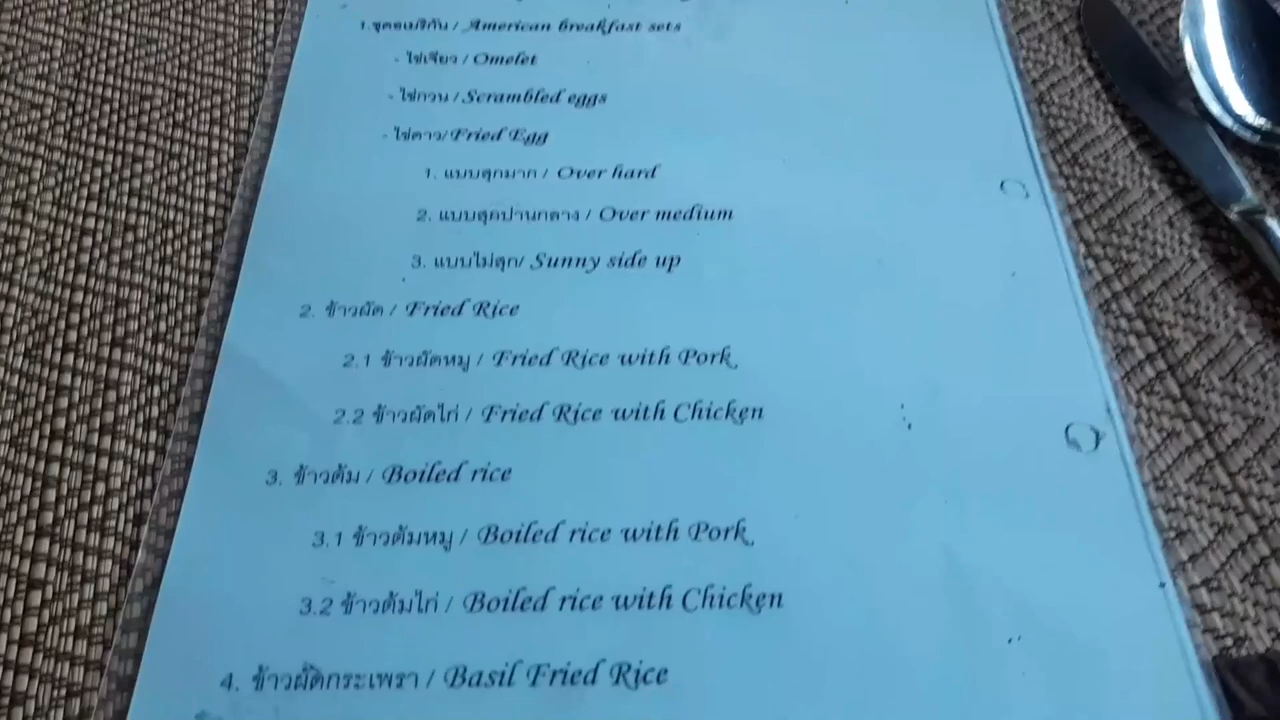 1.ชุดอเมริกัน / American breakfast sets
- ไข่เจียว / Omelet
- ไข่กวน / Scrambled eggs
- ไข่ดาว/Fried Egg
1. แบบสุกมาก / Over hard
2. แบบสุกปานกลาง / Over medium
3. แบบไม่สุก/ Sunny side up
2. ข้าวผัด / Fried Rice
2.1 ข้าวผัดหมู / Fried Rice with Pork
2.2 ข้าวผัดไก่ / Fried Rice with Chicken
3. ข้าวต้ม / Boiled rice
3.1 ข้าวต้มหมู / Boiled rice with Pork
3.2 ข้าวต้มไก่ / Boiled rice with Chicken
4. ข้าวผัดกระเพรา / Basil Fried Rice